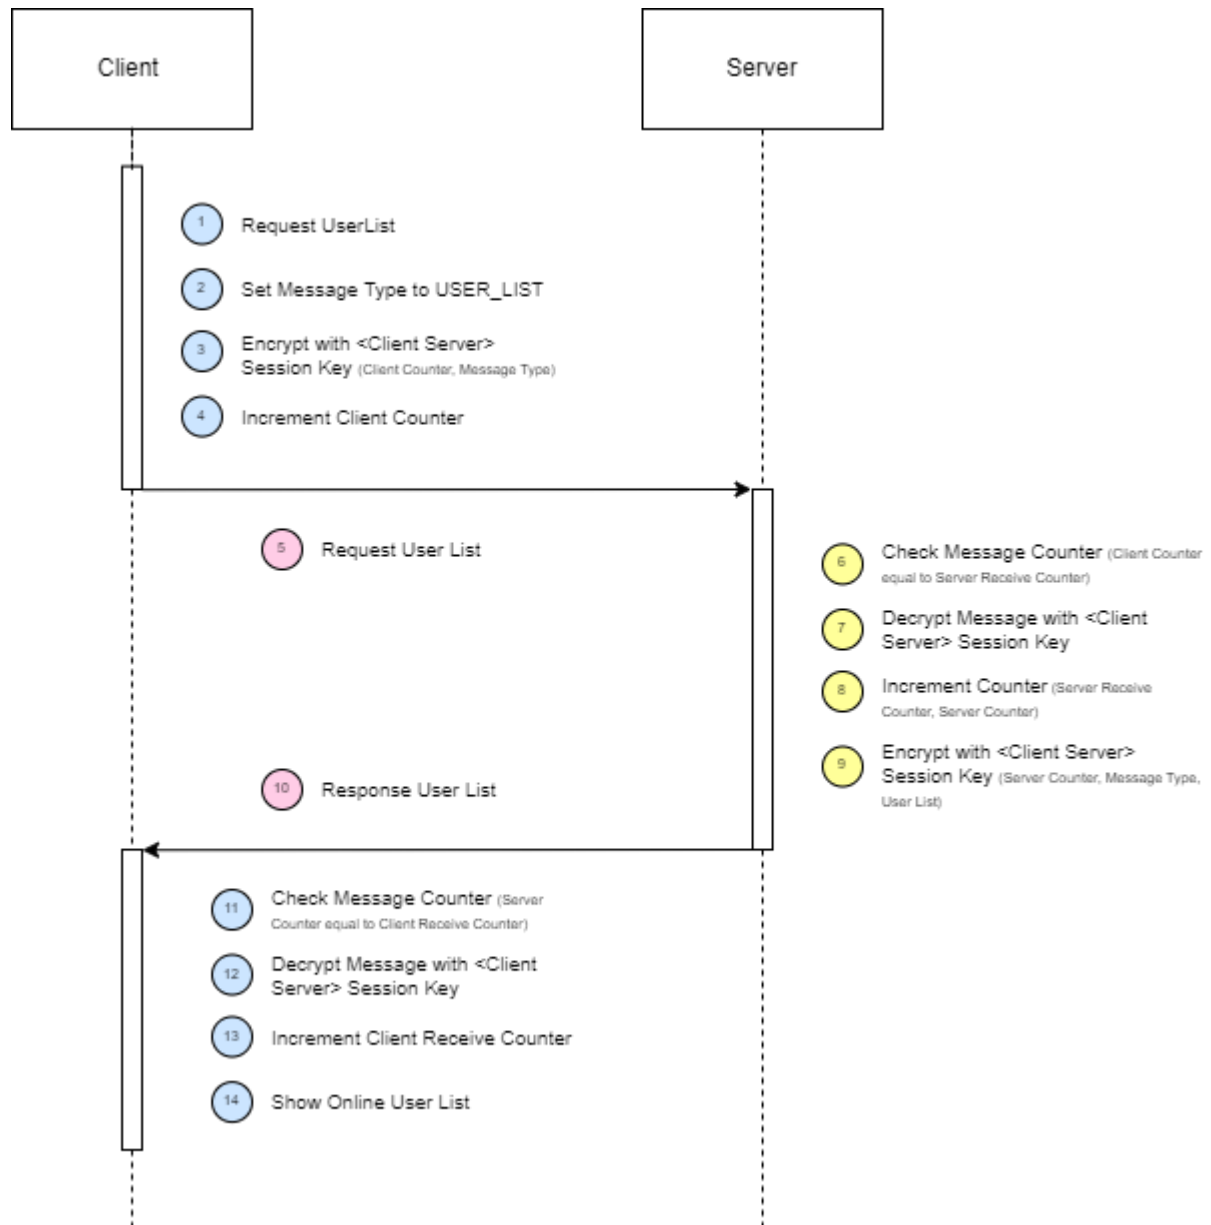 Client
Server
1
Request UserList
2
Set Message Type to USER_LIST
3
Encrypt with <Client Server>
Session Key (Client Counter, Message Type)
4
Increment Client Counter
5
Request User List
6
Check Message Counter (Client Counter
equal to Server Receive Counter)
7
Decrypt Message with <Client
Server> Session Key
8
Increment Counter (Server Receive
Counter, Server Counter)
9
Encrypt with <Client Server>
Session Key (Server Counter, Message Type,
User List)
10
Response User List
11
Check Message Counter (Server
Counter equal to Client Receive Counter)
12
Decrypt Message with <Client
Server> Session Key
13
Increment Client Receive Counter
14
Show Online User List